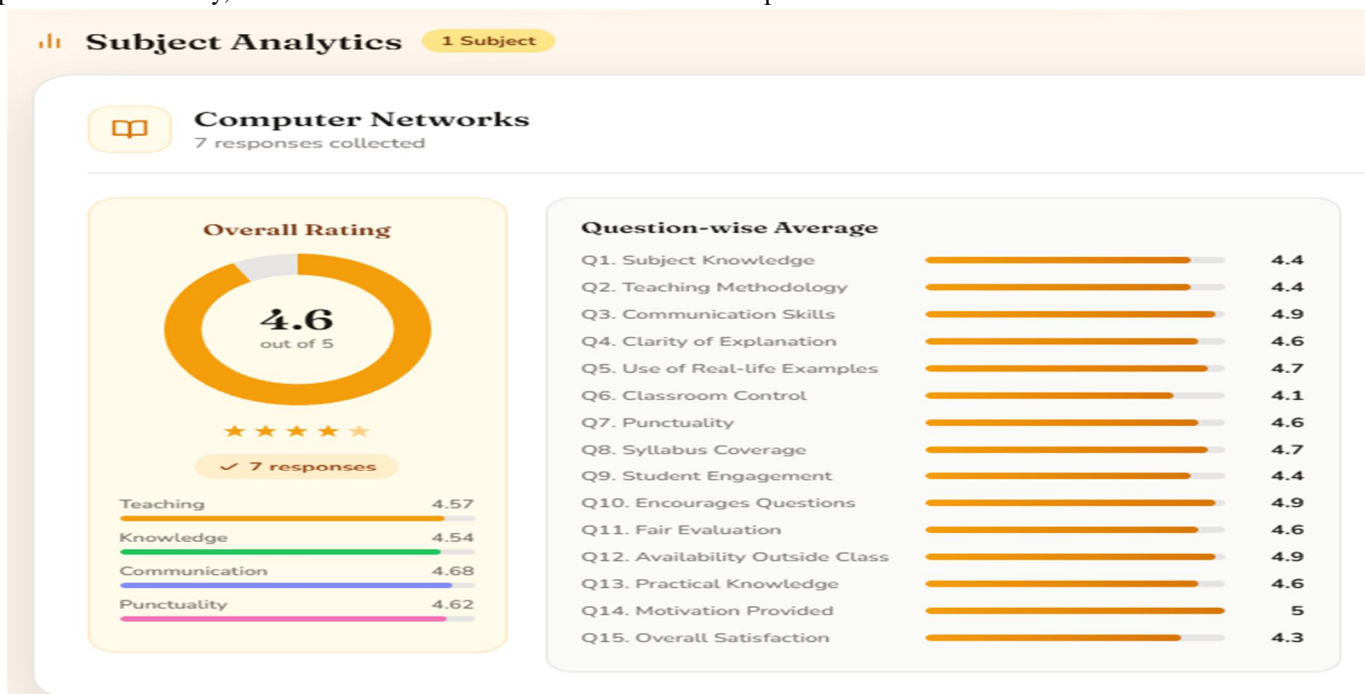 Subject Analytics 1 Subject
Computer Networks
7 responses collected
Overall Rating
4.6
out of 5
7 responses
Teaching 4.57
Knowledge 4.54
Communication 4.68
Punctuality 4.62
Question-wise Average
Q1. Subject Knowledge 4.4
Q2. Teaching Methodology 4.4
Q3. Communication Skills 4.9
Q4. Clarity of Explanation 4.6
Q5. Use of Real-life Examples 4.7
Q6. Classroom Control 4.1
Q7. Punctuality 4.6
Q8. Syllabus Coverage 4.7
Q9. Student Engagement 4.4
Q10. Encourages Questions 4.9
Q11. Fair Evaluation 4.6
Q12. Availability Outside Class 4.9
Q13. Practical Knowledge 4.6
Q14. Motivation Provided 5
Q15. Overall Satisfaction 4.3